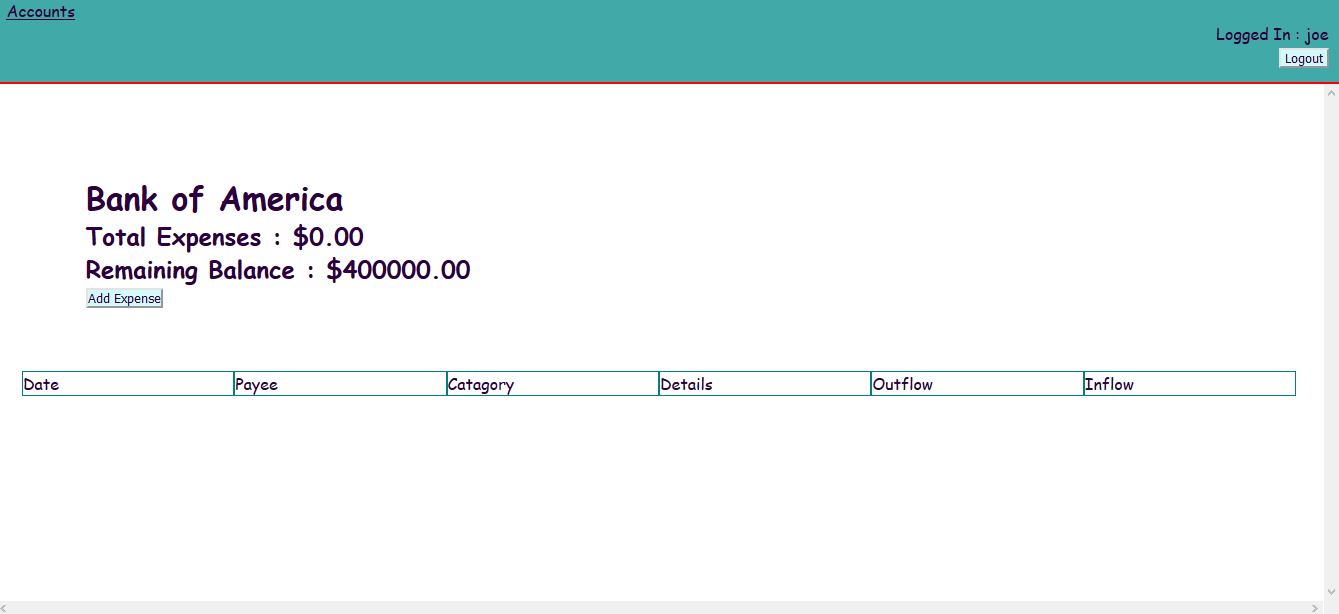 Accounts
Logged In : joe
Logout
Bank of America
Total Expenses : $0.00
Remaining Balance : $400000.00
Add Expense
Date Payee Catagory Details Outflow Inflow